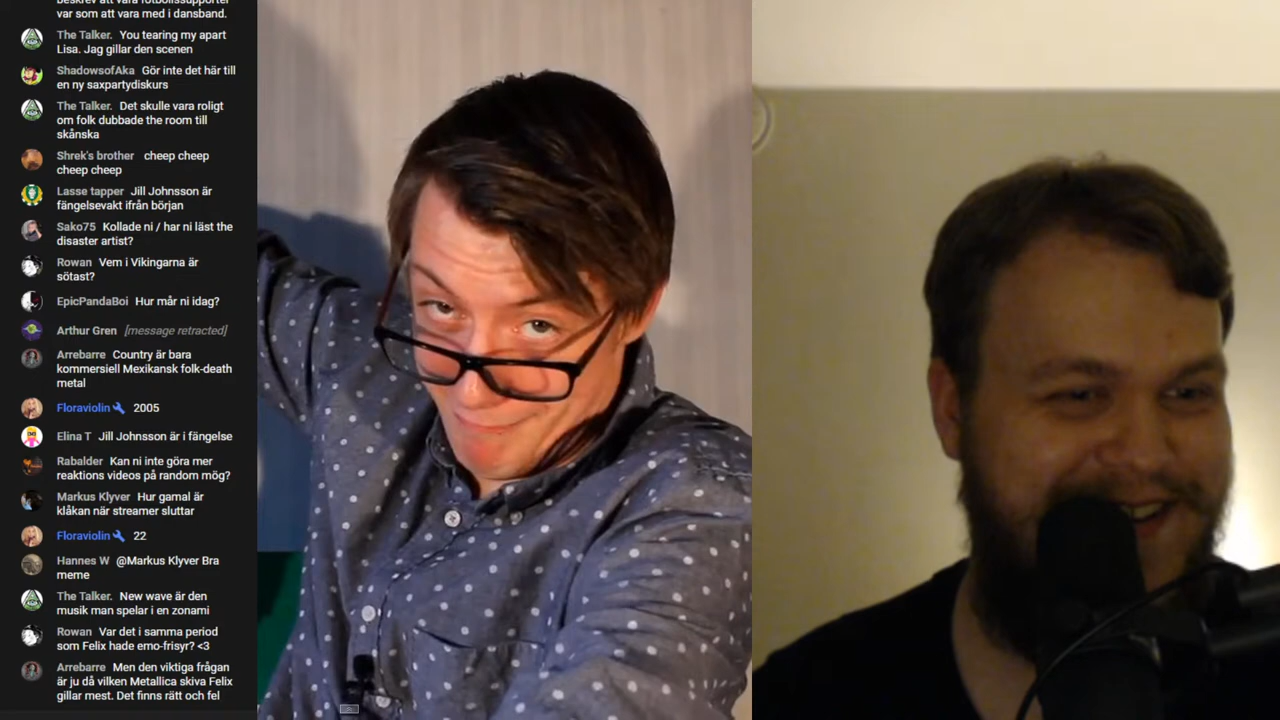 beskrev att vara fotbollssupporter
var som att vara med i dansband.
The Talker. You tearing my apart
Lisa. Jag gillar den scenen
ShadowsofAka Gör inte det här till
en ny saxpartydiskurs
The Talker. Det skulle vara roligt
om folk dubbade the room till
skånska
Shrek's brother cheep cheep
cheep cheep
Lasse tapper Jill Johnsson är
fängelsevakt ifrån början
Sako75 Kollade ni / har ni läst the
disaster artist?
Rowan Vem i Vikingarna är
sötast?
EpicPandaBoi Hur mår ni idag?
Arthur Gren [message retracted]
Arrebarre Country är bara
kommersiell Mexikansk folk-death
metal
Floraviolin 2005
Elina T Jill Johnsson är i fängelse
Rabalder Kan ni inte göra mer
reaktions videos på random mög?
Markus Klyver Hur gamal är
klåkan när streamer sluttar
Floraviolin 22
Hannes W @Markus Klyver Bra
meme
The Talker. New wave är den
musik man spelar i en zonami
Rowan Var det i samma period
som Felix hade emo-frisyr? <3
Arrebarre Men den viktiga frågan
är ju då vilken Metallica skiva Felix
gillar mest. Det finns rätt och fel